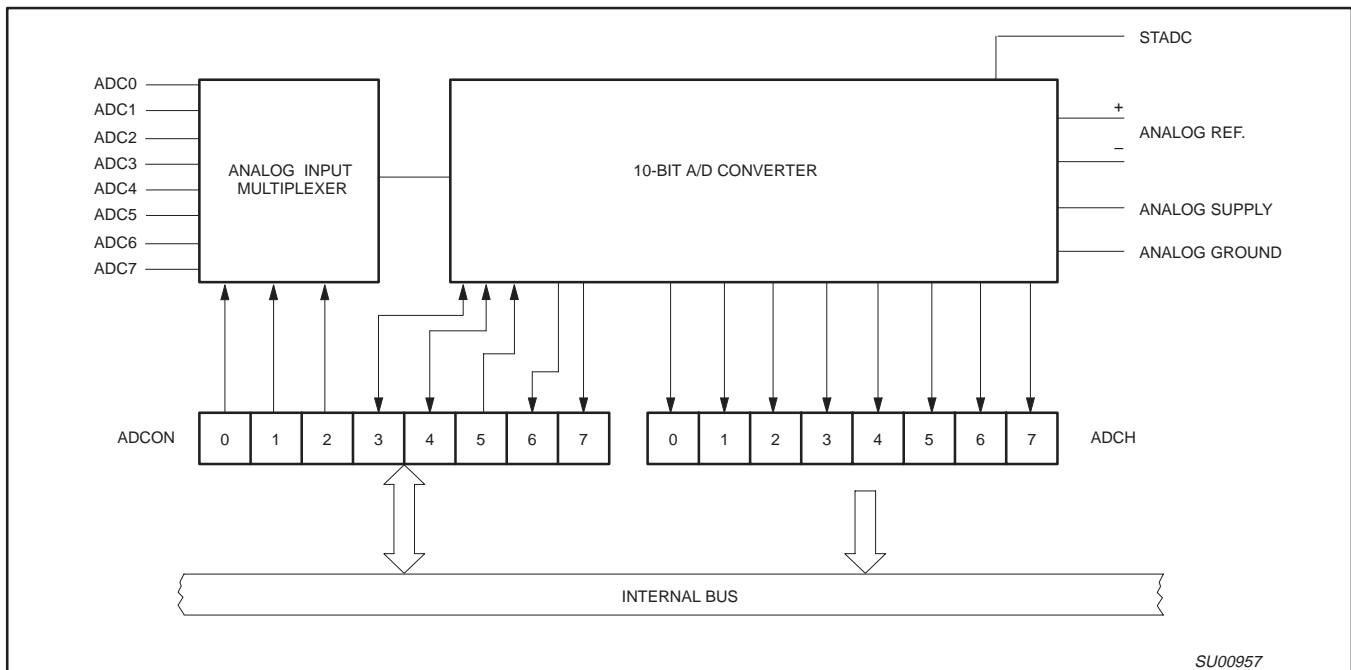 STADC
ADC0
ADC1
ADC2
ADC3
ADC4
ADC5
ADC6
ADC7
ANALOG INPUT
MULTIPLEXER
10-BIT A/D CONVERTER
+
ANALOG REF.
–
ANALOG SUPPLY
ANALOG GROUND
ADCON 0 1 2 3 4 5 6 7
0 1 2 3 4 5 6 7 ADCH
INTERNAL BUS
SU00957